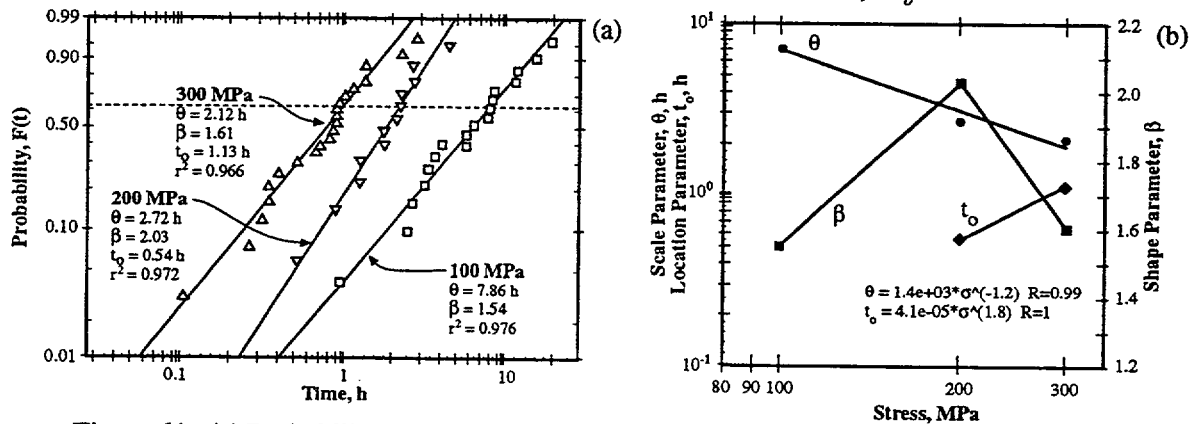 (a)
0.99
0.90
0.50
0.10
0.01
Probability, F(t)
300 MPa
θ = 2.12 h
β = 1.61
t₀ = 1.13 h
r² = 0.966
200 MPa
θ = 2.72 h
β = 2.03
t₀ = 0.54 h
r² = 0.972
100 MPa
θ = 7.86 h
β = 1.54
r² = 0.976
0.1
1
10
Time, h
(b)
10¹
10⁰
10⁻¹
Scale Parameter, θ, h
Location Parameter, t₀, h
θ
β
t₀
θ = 1.4e+03*σ^(-1.2) R=0.99
t₀ = 4.1e-05*σ^(1.8) R=1
2.2
2.0
1.8
1.6
1.4
1.2
Shape Parameter, β
80 90 100
200
300
Stress, MPa